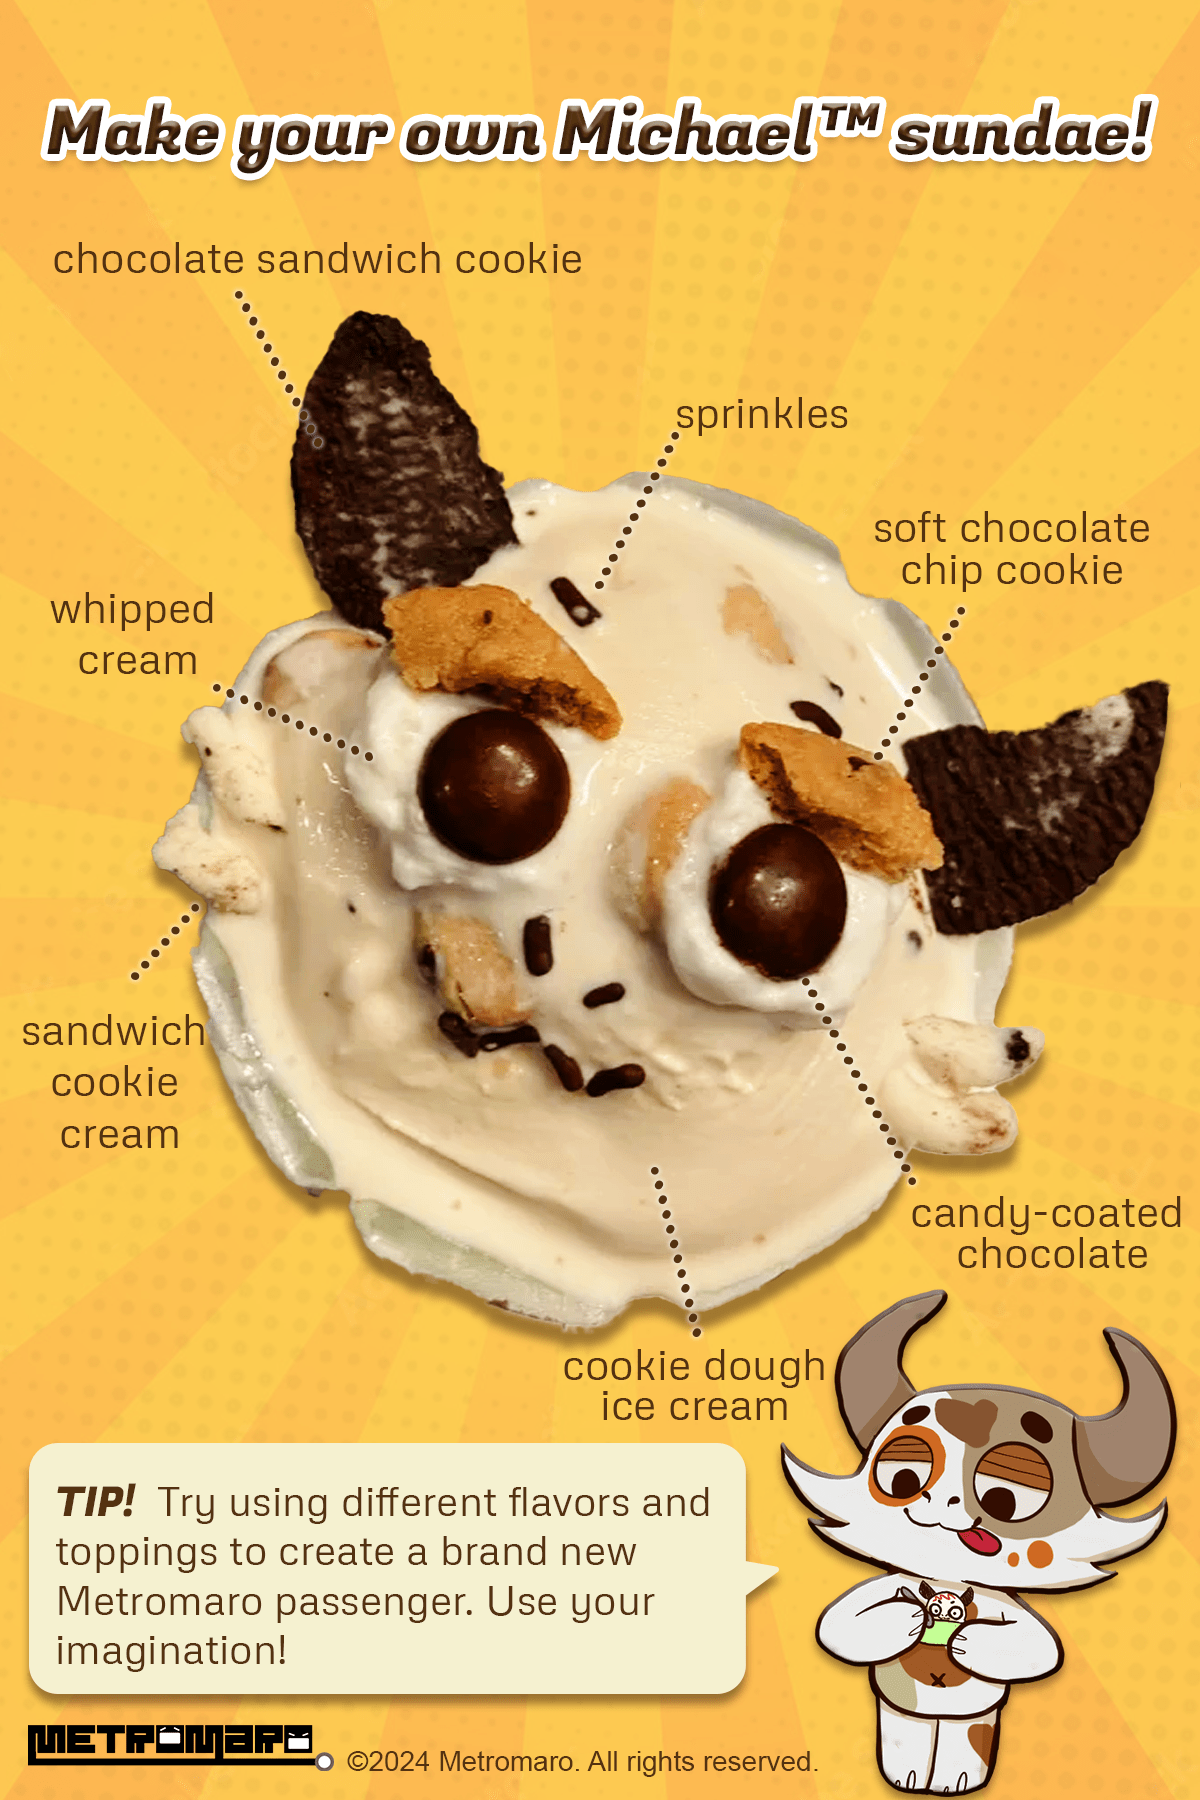 Make your own Michael™ sundae!
chocolate sandwich cookie
sprinkles
soft chocolate
chip cookie
whipped
cream
sandwich
cookie
cream
candy-coated
chocolate
cookie dough
ice cream
TIP! Try using different flavors and
toppings to create a brand new
Metromaro passenger. Use your
imagination!
METROMARO
©2024 Metromaro. All rights reserved.